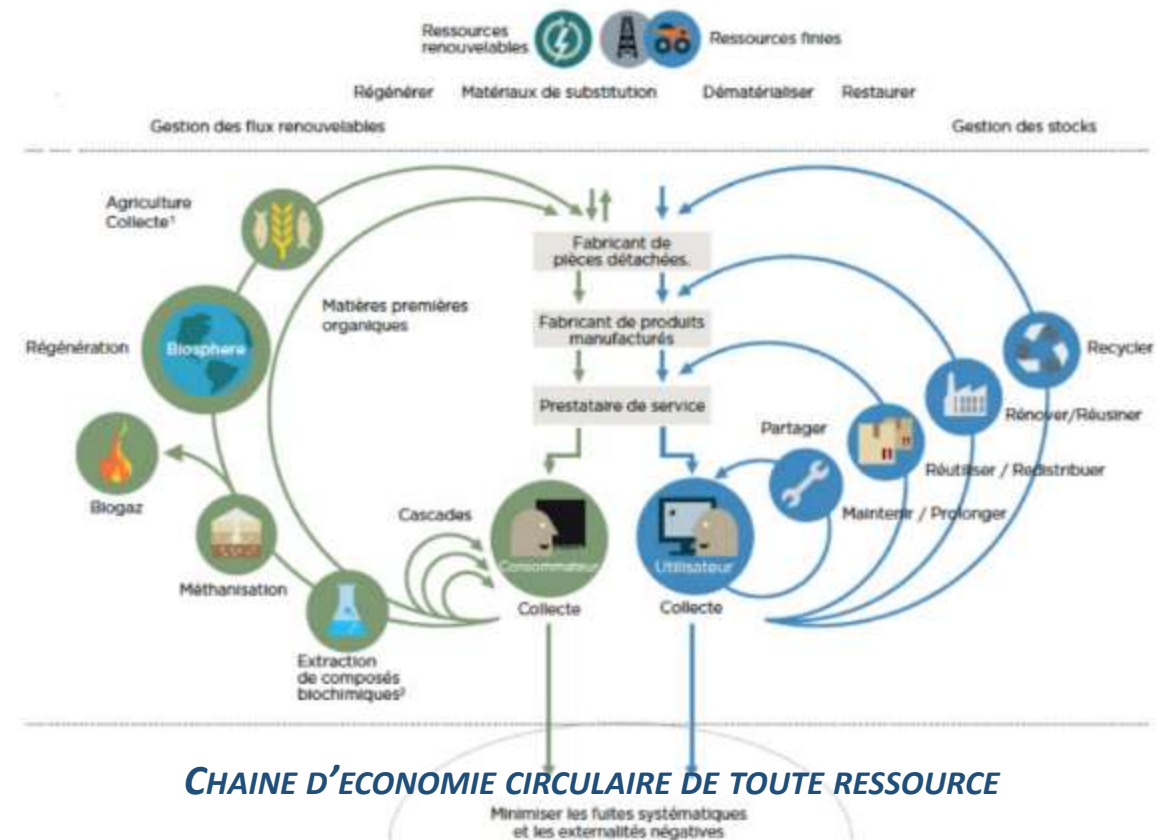 Ressources
renouvelables
Ressources finies
Régénérer
Matériaux de substitution
Dématérialiser
Restaurer
Gestion des flux renouvelables
Gestion des stocks
Agriculture
Collecte¹
Fabricant de
pièces détachées.
Matières premières
organiques
Fabricant de produits
manufacturés
Régénération
Biosphere
Recycler
Prestataire de service
Rénover/Réusiner
Partager
Réutiliser / Redistribuer
Biogaz
Cascades
Maintenir / Prolonger
Consommateur
Utilisateur
Méthanisation
Collecte
Collecte
Extraction
de composés
biochimiques²
CHAINE D’ECONOMIE CIRCULAIRE DE TOUTE RESSOURCE
Minimiser les fuites systématiques
et les externalités négatives